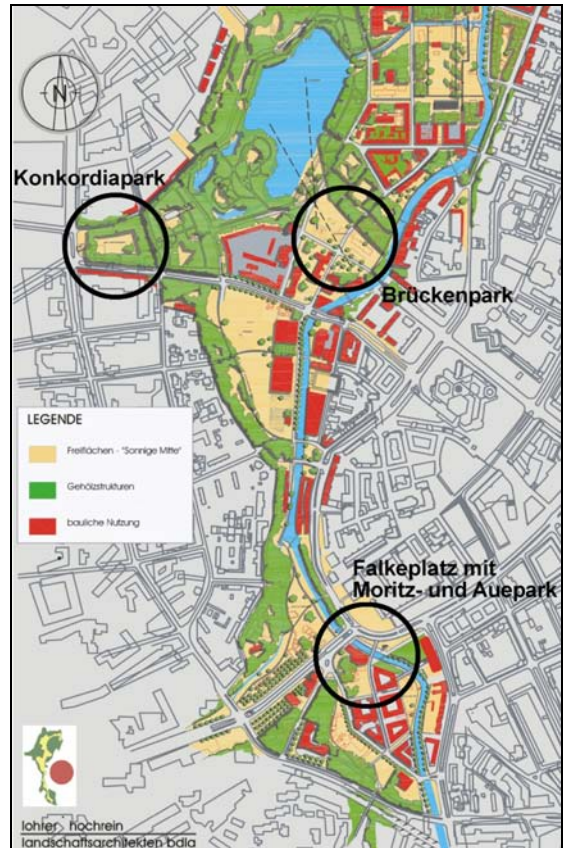 N
Konkordiapark
Brückenpark
LEGENDE
Freiflächen - "Sonnige Mitte"
Gehölzstrukturen
bauliche Nutzung
Falkeplatz mit
Moritz- und Auepark
lohrer hochrein
landschaftsarchitekten bdla